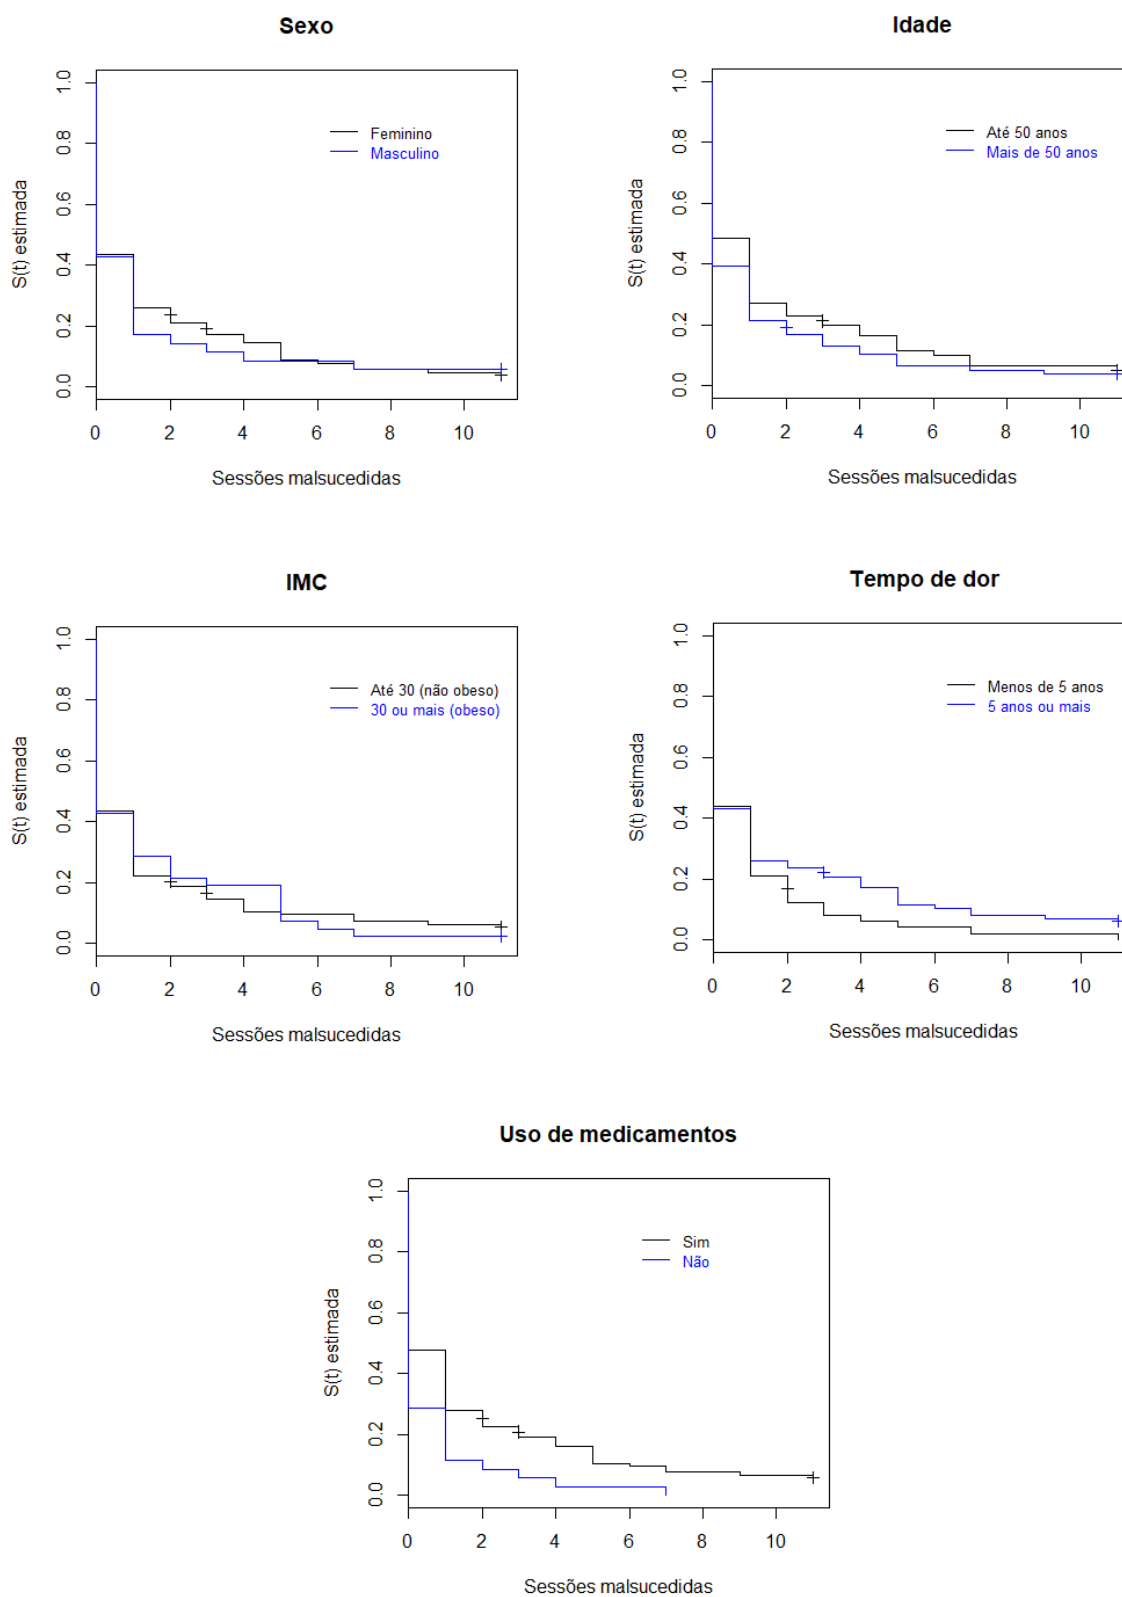 Sexo
1.0
0.8
0.6
0.4
0.2
0.0
S(t) estimada
Feminino
Masculino
0 2 4 6 8 10
Sessões malsucedidas
Idade
1.0
0.8
0.6
0.4
0.2
0.0
S(t) estimada
Até 50 anos
Mais de 50 anos
0 2 4 6 8 10
Sessões malsucedidas
IMC
1.0
0.8
0.6
0.4
0.2
0.0
S(t) estimada
Até 30 (não obeso)
30 ou mais (obeso)
0 2 4 6 8 10
Sessões malsucedidas
Tempo de dor
1.0
0.8
0.6
0.4
0.2
0.0
S(t) estimada
Menos de 5 anos
5 anos ou mais
0 2 4 6 8 10
Sessões malsucedidas
Uso de medicamentos
1.0
0.8
0.6
0.4
0.2
0.0
S(t) estimada
Sim
Não
0 2 4 6 8 10
Sessões malsucedidas